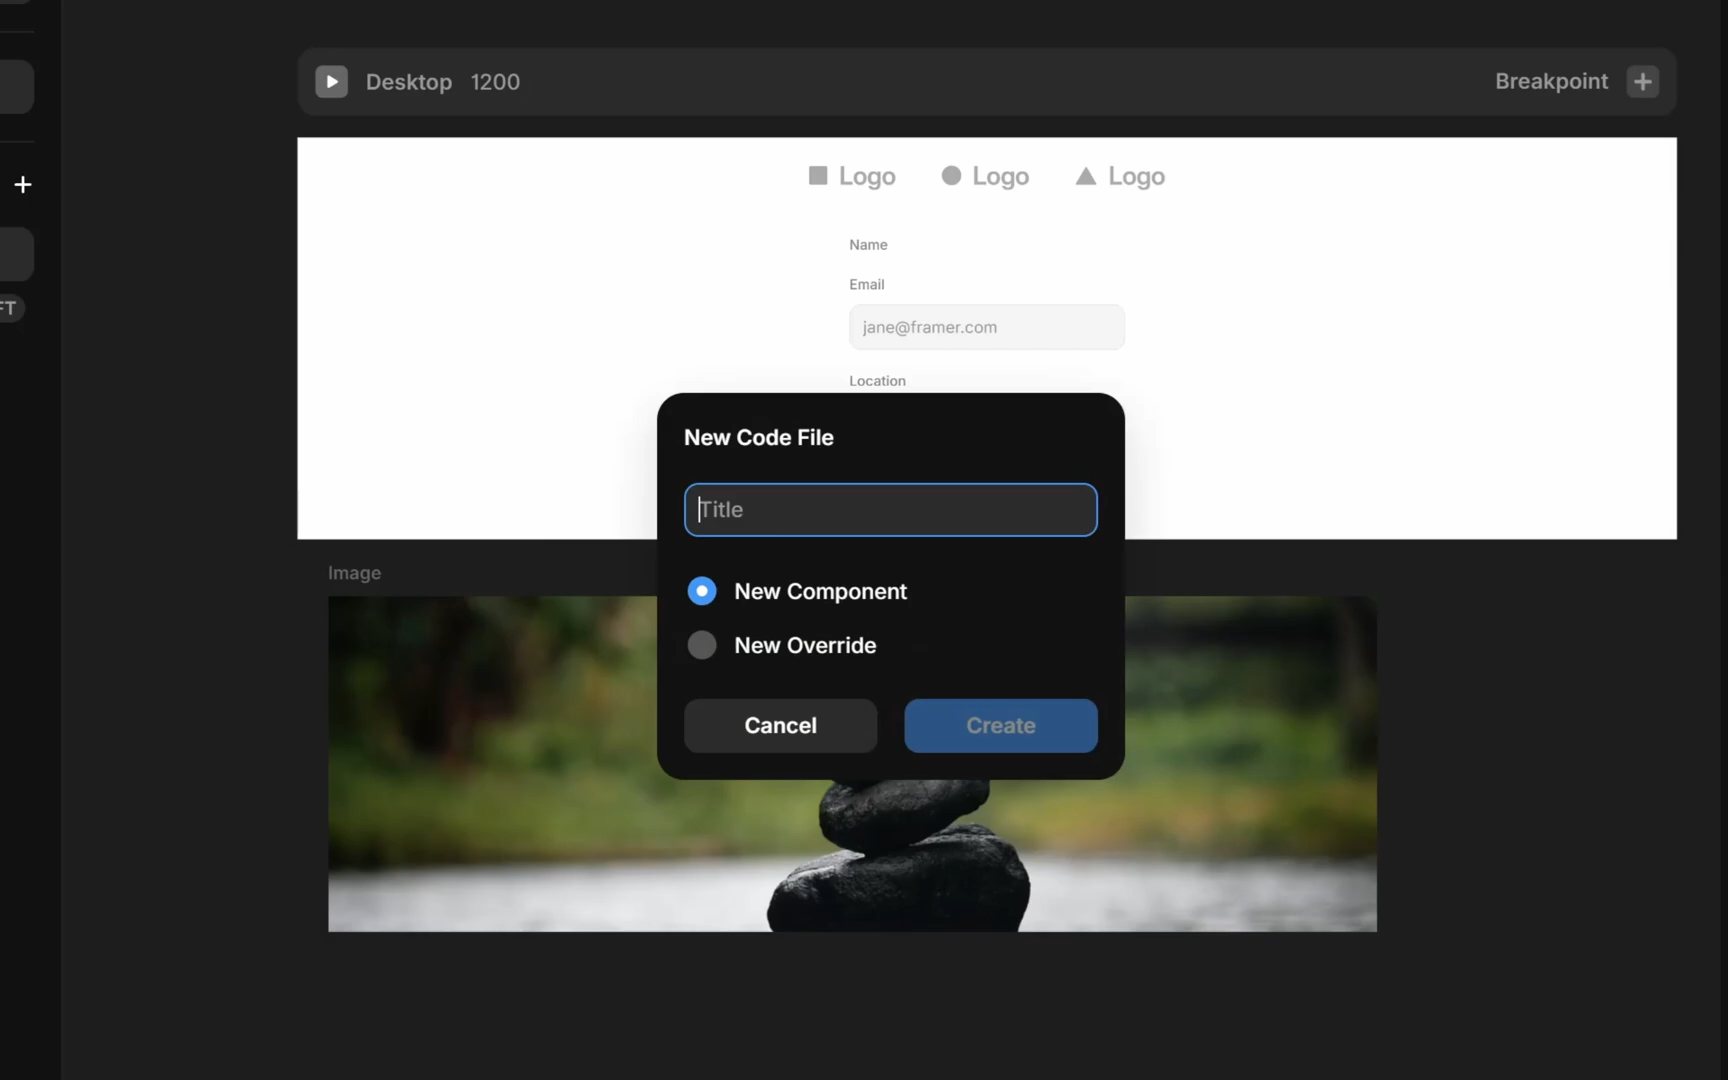 Desktop 1200
Breakpoint
Logo Logo Logo
FT
Name
Email
jane@framer.com
Location
New Code File
Title
Image
New Component
New Override
Cancel
Create